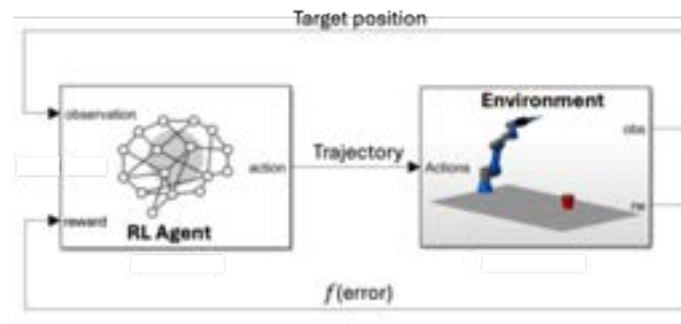 Target position
Environment
observation
obs
Trajectory
action
Actions
reward
RL Agent
rw
f(error)